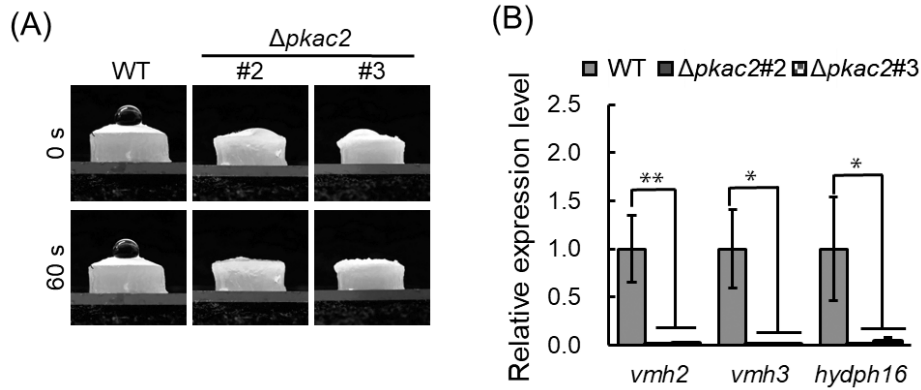 (A)
Δpkac2
WT #2 #3
0 s
60 s
(B)
WT Δpkac2#2 Δpkac2#3
Relative expression level
2.5
2.0
1.5
1.0
0.5
0.0
** * *
vmh2 vmh3 hydph16